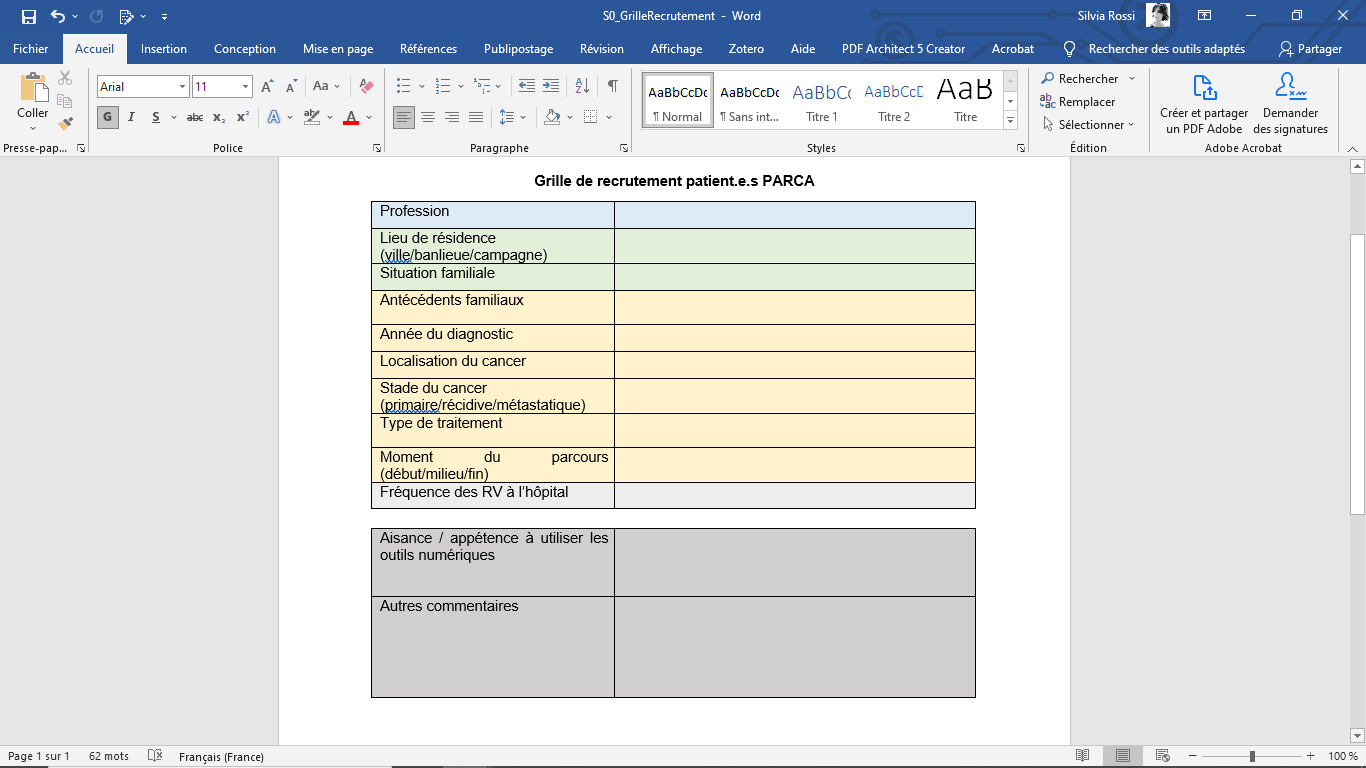 S0_GrilleRecrutement - Word
Silvia Rossi
Fichier Accueil Insertion Conception Mise en page Références Publipostage Révision Affichage Zotero Aide PDF Architect 5 Creator Acrobat Rechercher des outils adaptés Partager
Coller
Arial 11
Aa
G I S abc x₂ x² A aby A
AaBbCcDc AaBbCcDc AaBbCc AaBbCcD AaB
¶ Normal ¶ Sans int... Titre 1 Titre 2 Titre
Rechercher
Remplacer
Sélectionner
Créer et partager
un PDF Adobe
Demander
des signatures
Presse-pap... Police Paragraphe Styles Édition Adobe Acrobat
Grille de recrutement patient.e.s PARCA
Profession
Lieu de résidence
(ville/banlieue/campagne)
Situation familiale
Antécédents familiaux
Année du diagnostic
Localisation du cancer
Stade du cancer
(primaire/récidive/métastatique)
Type de traitement
Moment du parcours
(début/milieu/fin)
Fréquence des RV à l'hôpital
Aisance / appétence à utiliser les
outils numériques
Autres commentaires
Page 1 sur 1 62 mots Français (France) 100 %